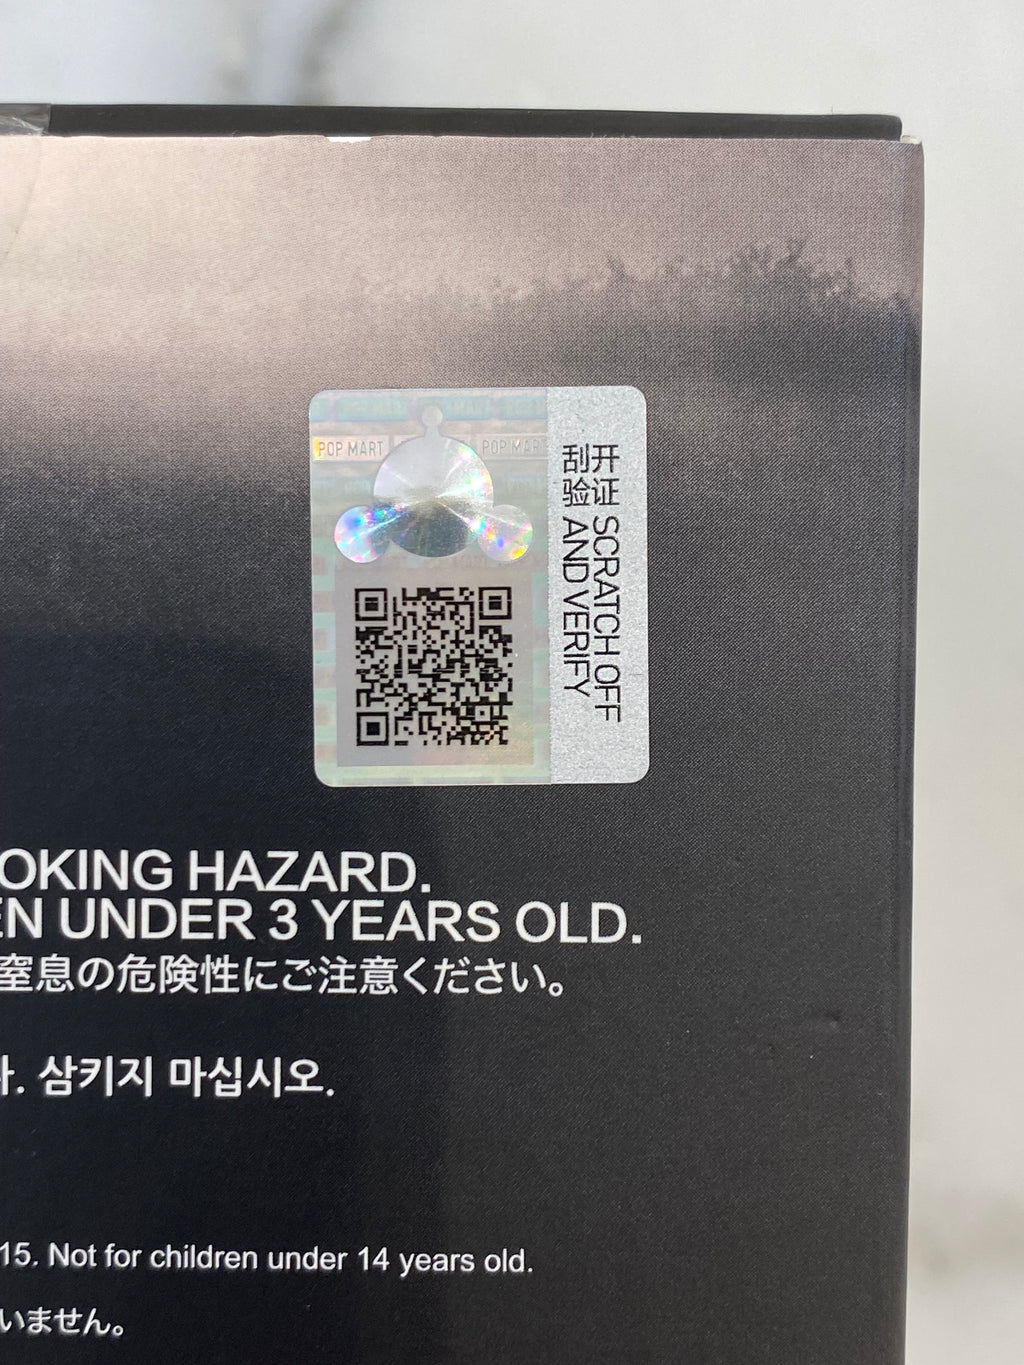 POP MART
POP MART
刮开 SCRATCH OFF
验证 AND VERIFY
OKING HAZARD.
EN UNDER 3 YEARS OLD.
窒息の危険性にご注意ください。
다. 삼키지 마십시오.
15. Not for children under 14 years old.
いません。